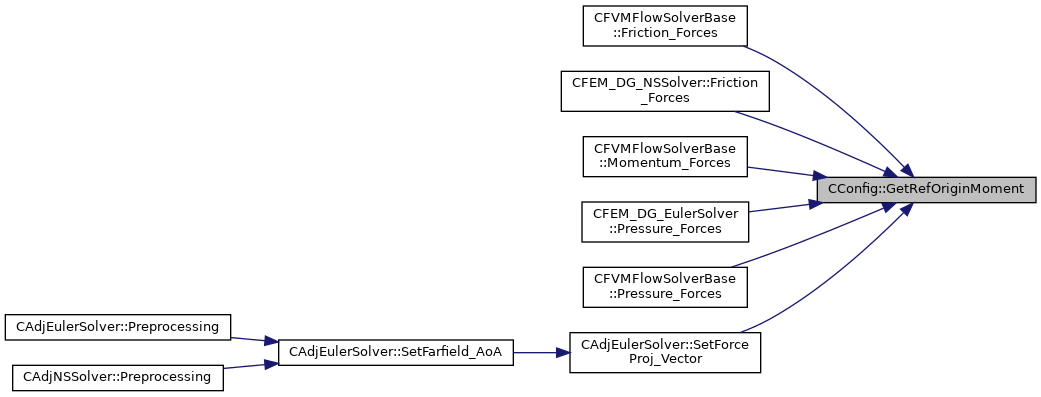 CFVMFlowSolverBase
::Friction_Forces
CFEM_DG_NSSolver::Friction
_Forces
CFVMFlowSolverBase
::Momentum_Forces
CConfig::GetRefOriginMoment
CFEM_DG_EulerSolver
::Pressure_Forces
CFVMFlowSolverBase
::Pressure_Forces
CAdjEulerSolver::Preprocessing
CAdjEulerSolver::SetFarfield_AoA
CAdjEulerSolver::SetForce
Proj_Vector
CAdjNSSolver::Preprocessing